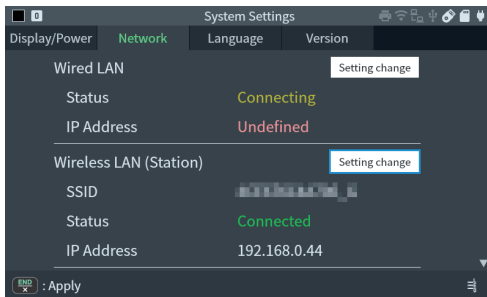 0 System Settings
Display/Power Network Language Version
Wired LAN Setting change
Status Connecting
IP Address Undefined
Wireless LAN (Station) Setting change
SSID
Status Connected
IP Address 192.168.0.44
END × : Apply